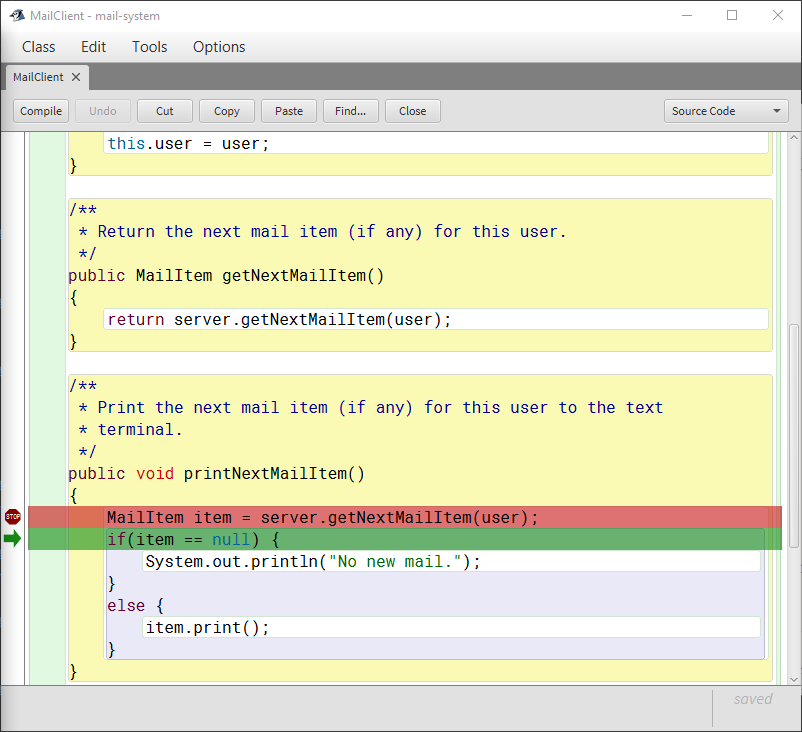 MailClient - mail-system
Class Edit Tools Options
MailClient
Compile Undo Cut Copy Paste Find... Close Source Code
this.user = user;
}
/**
* Return the next mail item (if any) for this user.
*/
public MailItem getNextMailItem()
{
return server.getNextMailItem(user);
}
/**
* Print the next mail item (if any) for this user to the text
* terminal.
*/
public void printNextMailItem()
{
STOP MailItem item = server.getNextMailItem(user);
if(item == null) {
System.out.println("No new mail.");
}
else {
item.print();
}
}
saved